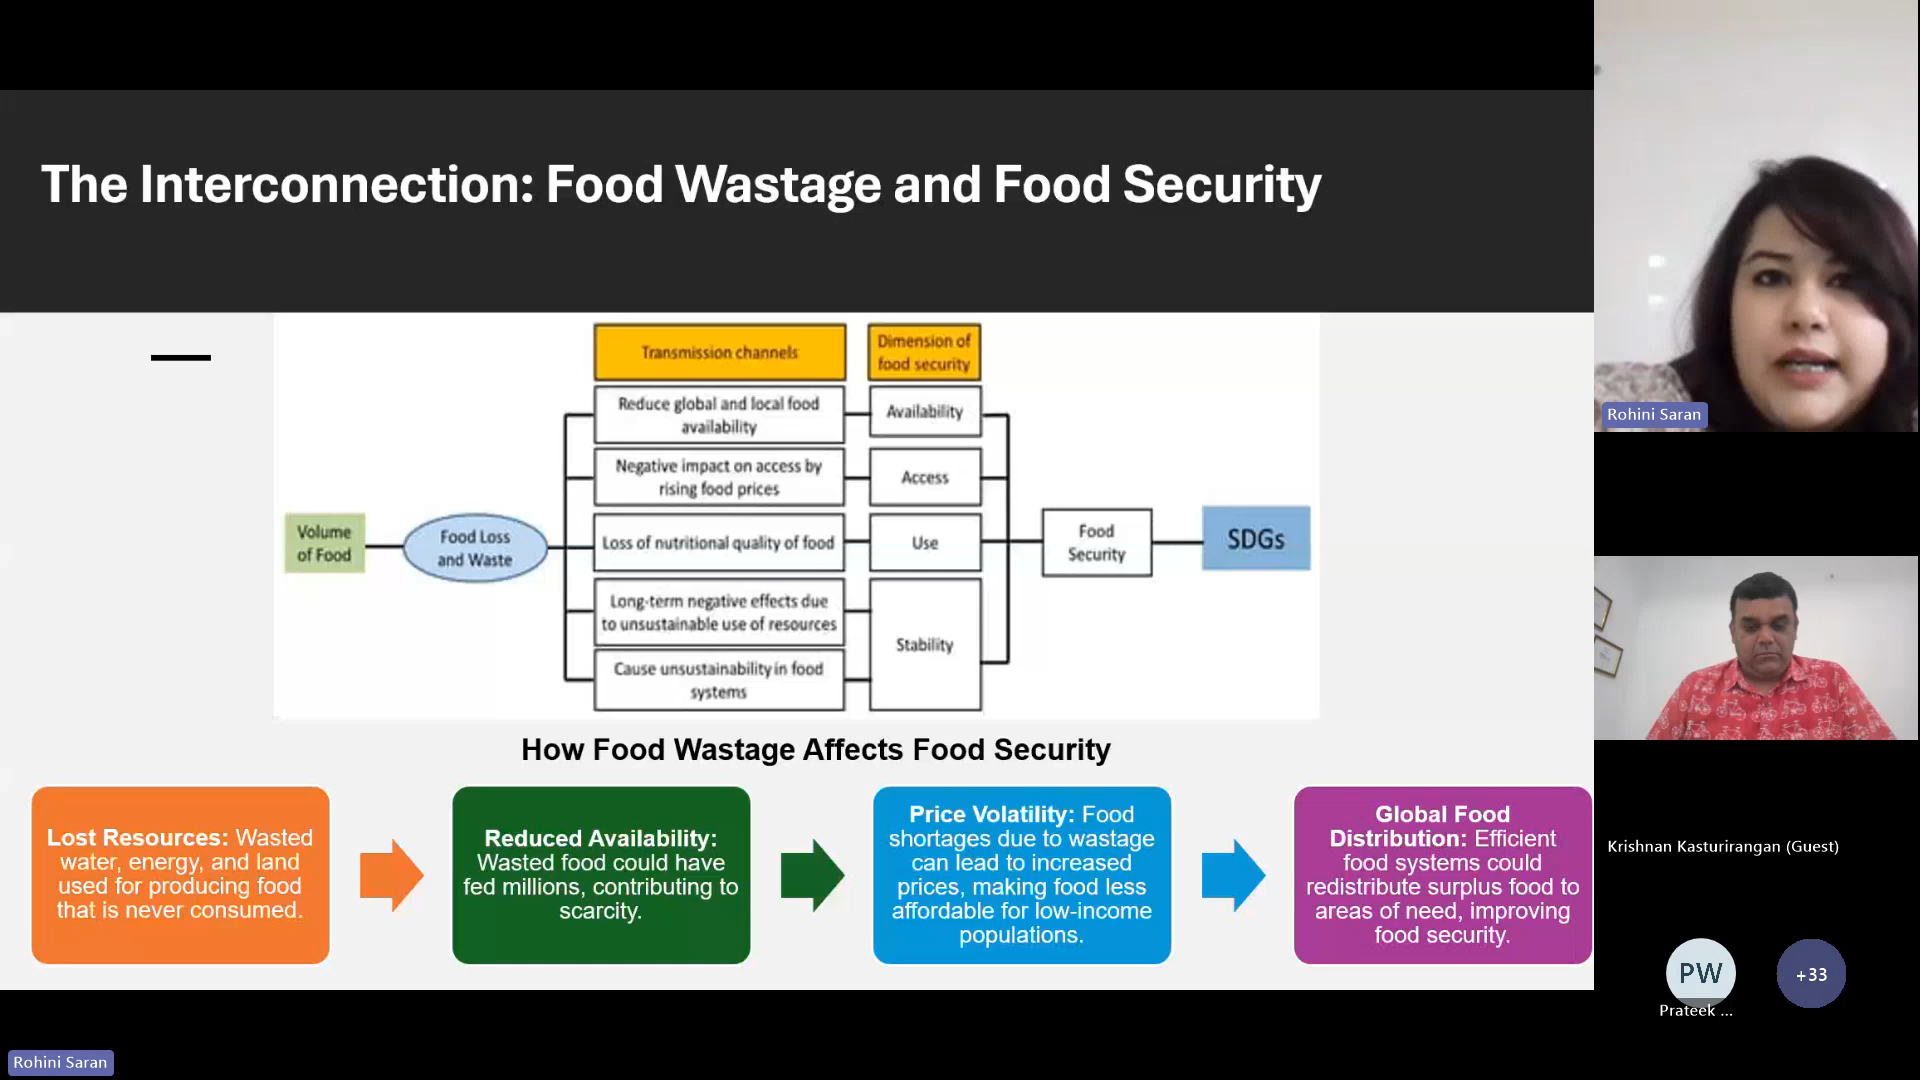 The Interconnection: Food Wastage and Food Security
Transmission channels
Dimension of
food security
Reduce global and local food
availability
Availability
Negative impact on access by
rising food prices
Access
Volume
of Food
Food Loss
and Waste
Loss of nutritional quality of food
Use
Food
Security
SDGs
Long-term negative effects due
to unsustainable use of resources
Stability
Cause unsustainability in food
systems
How Food Wastage Affects Food Security
Lost Resources: Wasted
water, energy, and land
used for producing food
that is never consumed.
Reduced Availability:
Wasted food could have
fed millions, contributing to
scarcity.
Price Volatility: Food
shortages due to wastage
can lead to increased
prices, making food less
affordable for low-income
populations.
Global Food
Distribution: Efficient
food systems could
redistribute surplus food to
areas of need, improving
food security.
Rohini Saran
Krishnan Kasturirangan (Guest)
PW
+33
Prateek ...
Rohini Saran